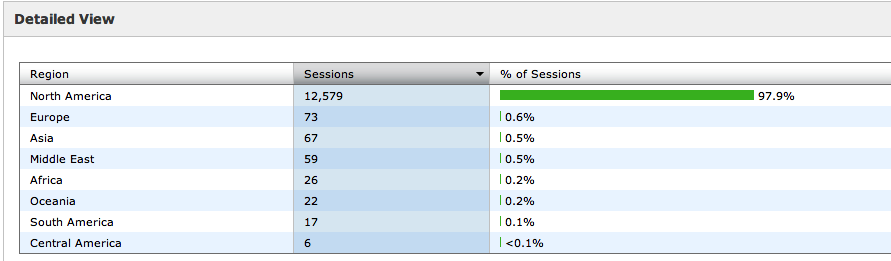 Detailed View
Region Sessions % of Sessions
North America 12,579 97.9%
Europe 73 0.6%
Asia 67 0.5%
Middle East 59 0.5%
Africa 26 0.2%
Oceania 22 0.2%
South America 17 0.1%
Central America 6 <0.1%